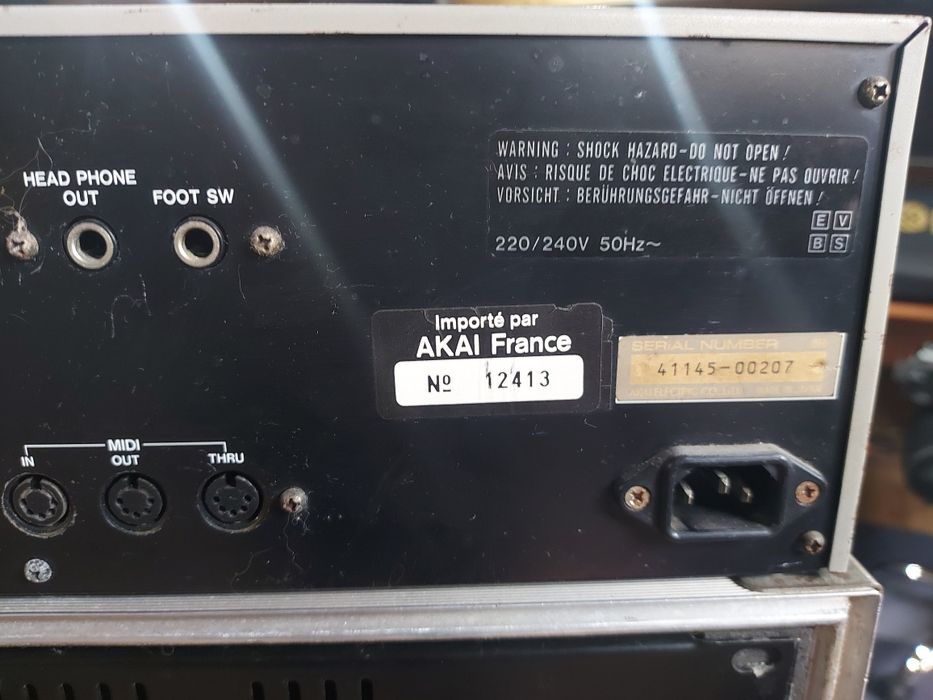 HEAD PHONE
OUT
FOOT SW
WARNING : SHOCK HAZARD-DO NOT OPEN !
AVIS : RISQUE DE CHOC ELECTRIQUE-NE PAS OUVRIR !
VORSICHT : BERÜHRUNGSGEFAHR-NICHT ÖFFNEN !
E V
220/240V 50Hz~
B S
Importé par
AKAI France
Nº 12413
SERIAL NUMBER
41145-00207
MIDI
IN
OUT
THRU